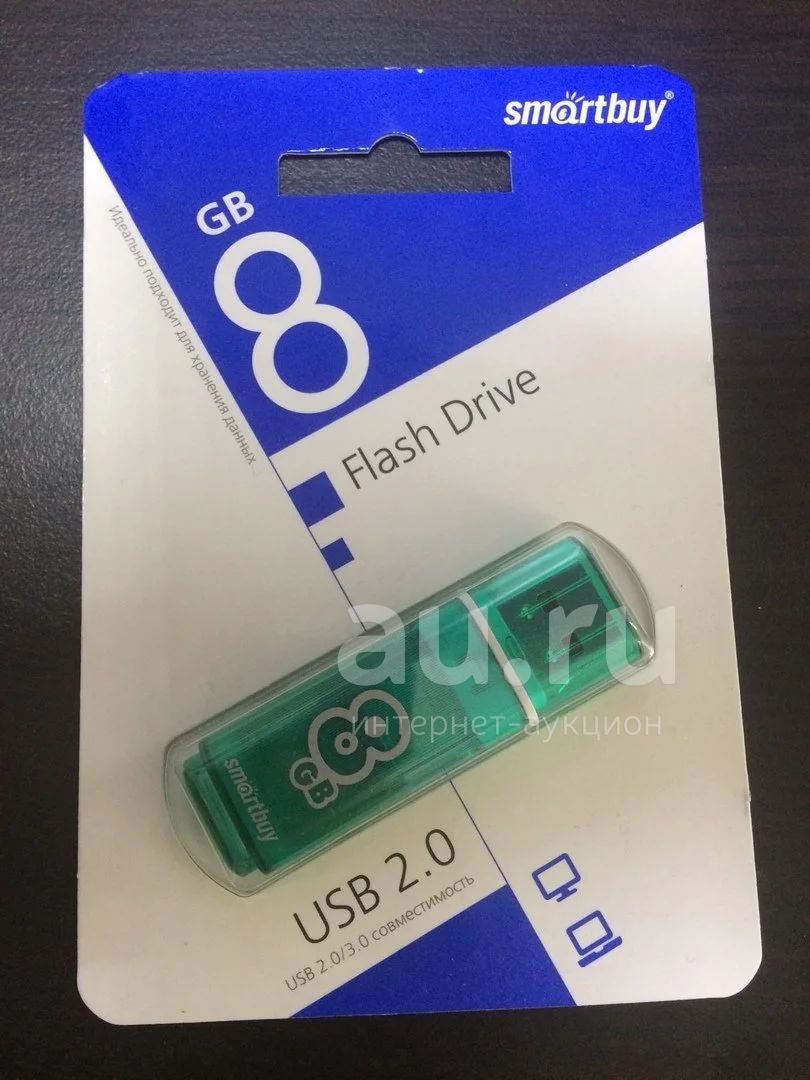 smartbuy®
GB
8
Идеально подходит для хранения данных
Flash Drive
au.ru
интернет-аукцион
8
GB
smartbuy
USB 2.0
USB 2.0/3.0 совместимость